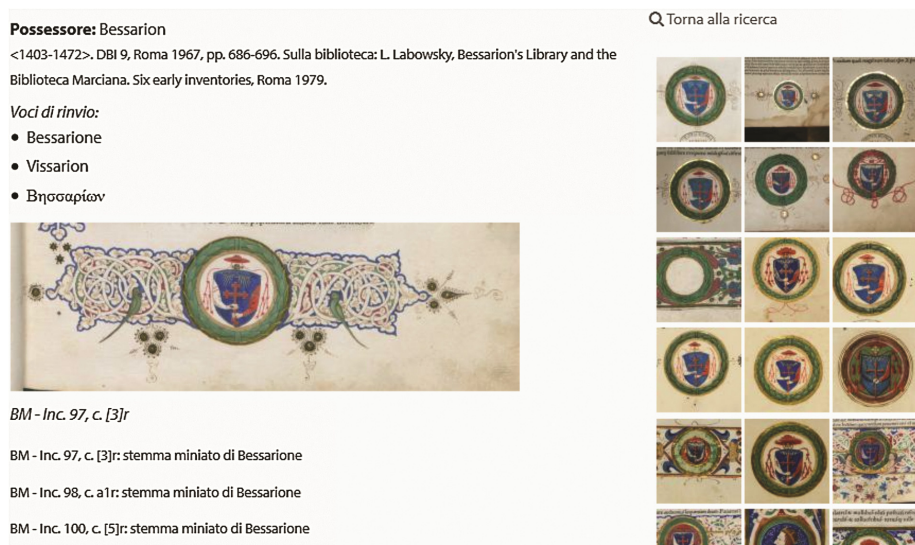 Possessore: Bessarion
<1403-1472>. DBI 9, Roma 1967, pp. 686-696. Sulla biblioteca: L. Labowsky, Bessarion's Library and the
Biblioteca Marciana. Six early inventories, Roma 1979.
Voci di rinvio:
Bessarione
Vissarion
Βησσαρίων
BM - Inc. 97, c. [3]r
BM - Inc. 97, c. [3]r: stemma miniato di Bessarione
BM - Inc. 98, c. a1r: stemma miniato di Bessarione
BM - Inc. 100, c. [5]r: stemma miniato di Bessarione
Torna alla ricerca